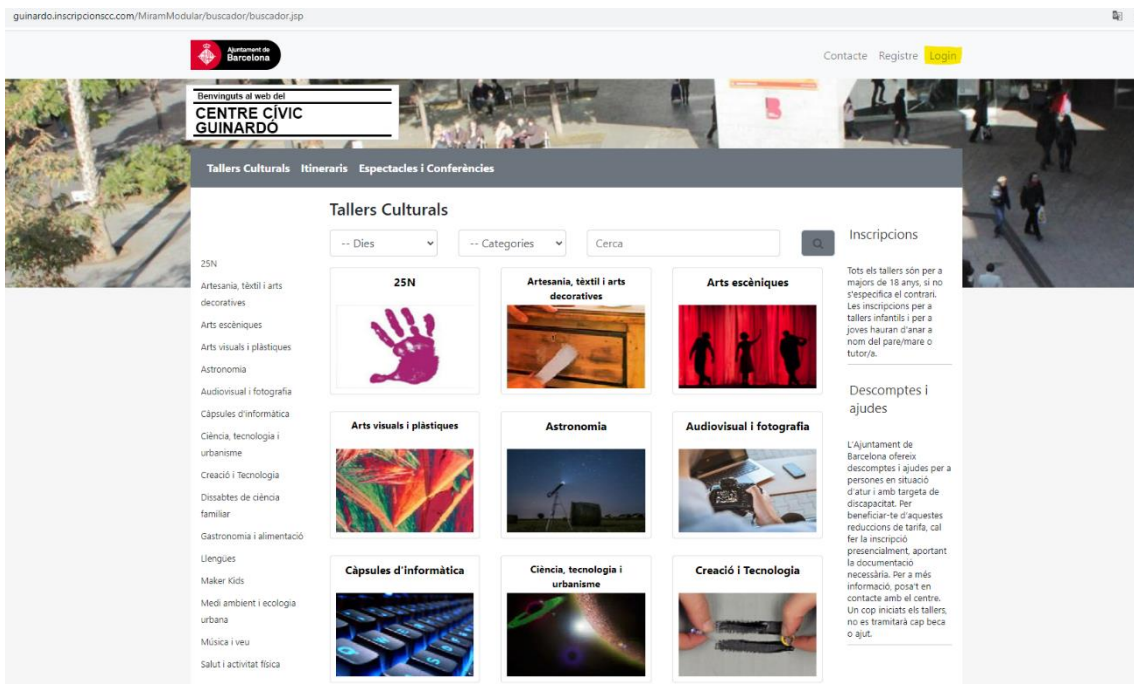 guinardo.inscripcionscc.com/MiramModular/buscador/buscador.jsp
Ajuntament de
Barcelona
Contacte Registre Login
Benvinguts al web del
CENTRE CÍVIC
GUINARDÓ
Tallers Culturals Itineraris Espectacles i Conferències
Tallers Culturals
-- Dies
-- Categories
Cerca
25N
Artesania, tèxtil i arts
decoratives
Arts escèniques
Arts visuals i plàstiques
Astronomia
Audiovisual i fotografia
Càpsules d'informàtica
Ciència, tecnologia i
urbanisme
Creació i Tecnologia
Dissabtes de ciència
familiar
Gastronomia i alimentació
Llengües
Maker Kids
Medi ambient i ecologia
urbana
Música i veu
Salut i activitat física
25N
Artesania, tèxtil i arts
decoratives
Arts escèniques
Arts visuals i plàstiques
Astronomia
Audiovisual i fotografia
Càpsules d'informàtica
Ciència, tecnologia i
urbanisme
Creació i Tecnologia
Inscripcions
Tots els tallers són per a
majors de 18 anys, si no
s'especifica el contrari.
Les inscripcions per a
tallers infantils i per a
joves hauran d'anar a
nom del pare/mare o
tutor/a.
Descomptes i
ajudes
L'Ajuntament de
Barcelona ofereix
descomptes i ajudes per a
persones en situació
d'atur i amb targeta de
discapacitat. Per
beneficiar-te d'aquestes
reduccions de tarifa, cal
fer la inscripció
presencialment, aportant
la documentació
necessària. Per a més
informació, posa't en
contacte amb el centre.
Un cop iniciats els tallers,
no es tramitarà cap beca
o ajut.